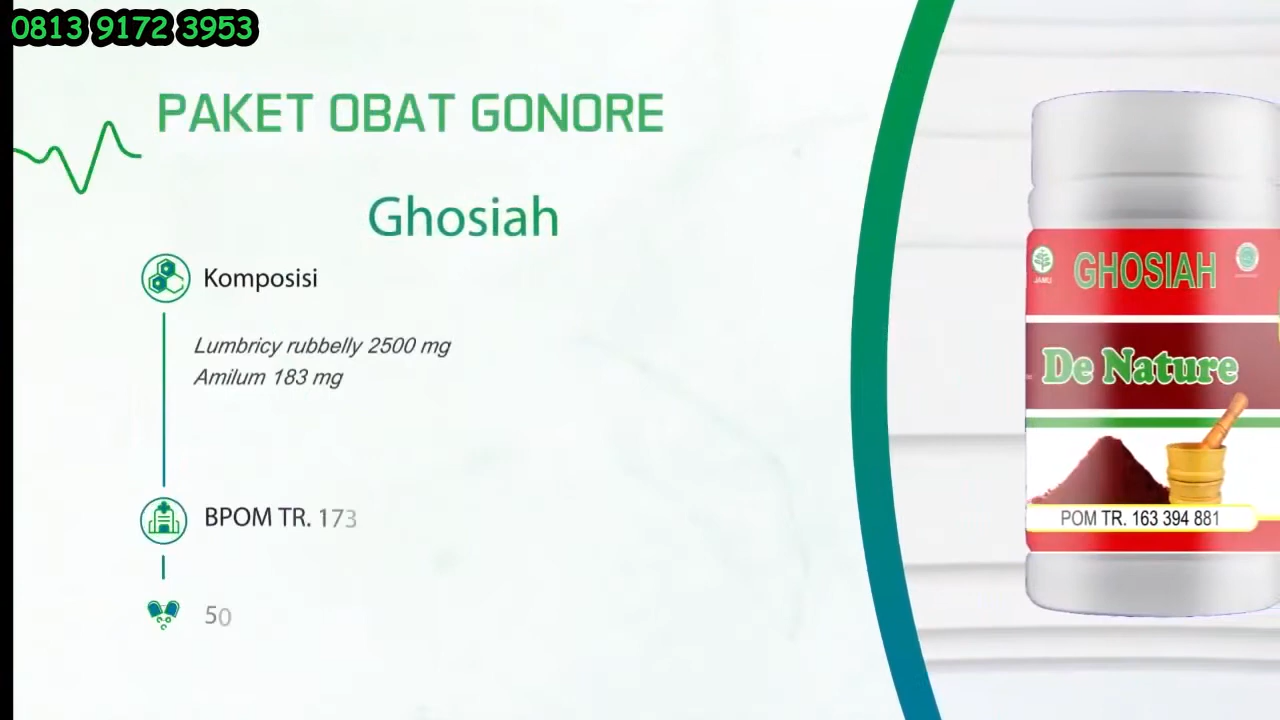 0813 9172 3953
PAKET OBAT GONORE
Ghosiah
Komposisi
Lumbricy rubbelly 2500 mg
Amilum 183 mg
BPOM TR. 173
50
JAMU
GHOSIAH
De Nature
POM TR. 163 394 881